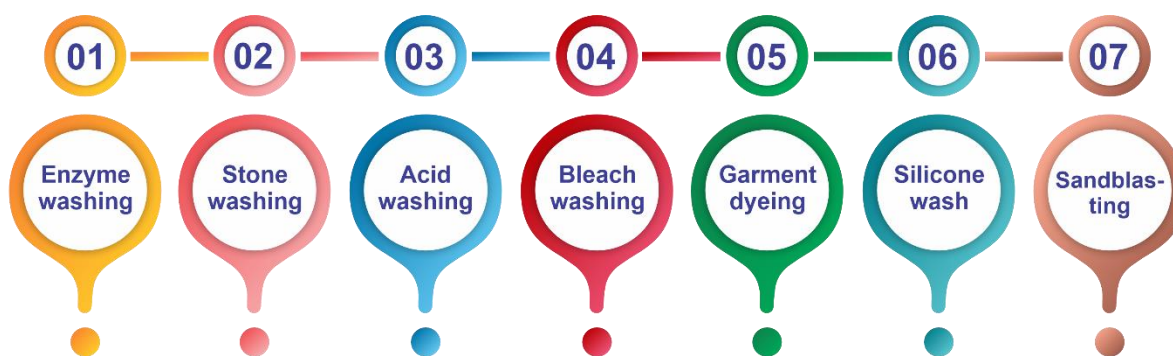 01
02
03
04
05
06
07
Enzyme
washing
Stone
washing
Acid
washing
Bleach
washing
Garment
dyeing
Silicone
wash
Sandblas-
ting